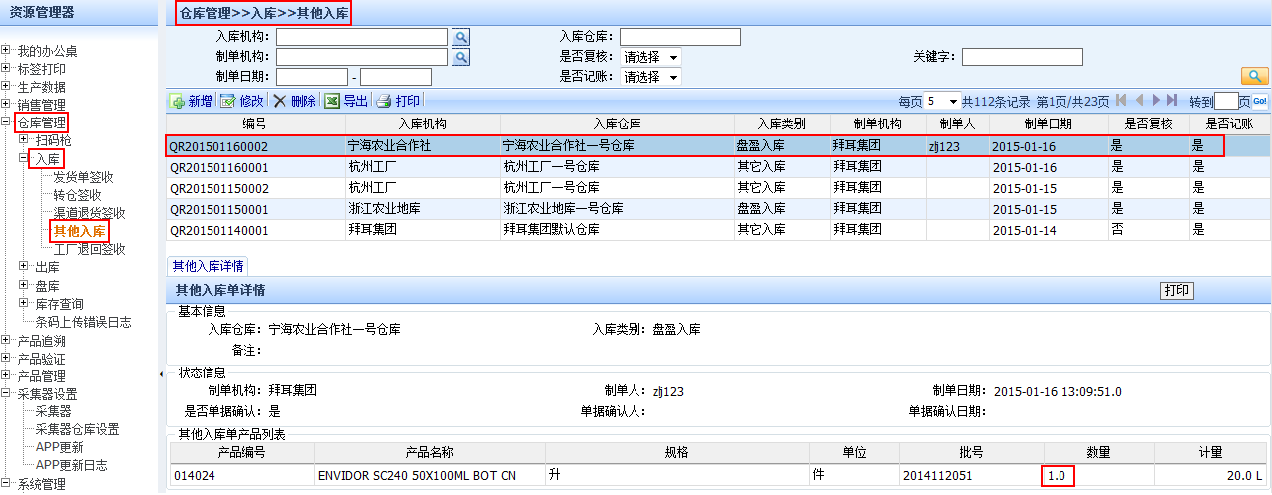 资源管理器
我的办公桌
标签打印
生产数据
销售管理
仓库管理
扫码枪
入库
发货单签收
转仓签收
渠道退货签收
其他入库
工厂退回签收
出库
盘库
库存查询
条码上传错误日志
产品追溯
产品验证
产品管理
采集器设置
采集器
采集器仓库设置
APP更新
APP更新日志
系统管理
仓库管理>>入库>>其他入库
入库机构： 入库仓库：
制单机构： 是否复核： 请选择 关键字：
制单日期： - 是否记账： 请选择
新增 修改 删除 导出 打印 每页 5 共112条记录 第1页/共23页 转到 页 Go!
编号 入库机构 入库仓库 入库类别 制单机构 制单人 制单日期 是否复核 是否记账
QR201501160002 宁海农业合作社 宁海农业合作社一号仓库 盘盈入库 拜耳集团 zlj123 2015-01-16 是 是
QR201501160001 杭州工厂 杭州工厂一号仓库 其它入库 拜耳集团 2015-01-16 是 是
QR201501150002 杭州工厂 杭州工厂一号仓库 其它入库 拜耳集团 2015-01-15 是 是
QR201501150001 浙江农业地库 浙江农业地库一号仓库 盘盈入库 拜耳集团 2015-01-15 是 是
QR201501140001 拜耳集团 拜耳集团默认仓库 其它入库 拜耳集团 2015-01-14 否 是
其他入库详情
其他入库单详情 打印
基本信息
入库仓库： 宁海农业合作社一号仓库 入库类别： 盘盈入库
备注：
状态信息
制单机构： 拜耳集团 制单人： zlj123 制单日期： 2015-01-16 13:09:51.0
是否单据确认： 是 单据确认人： 单据确认日期：
其他入库单产品列表
产品编号 产品名称 规格 单位 批号 数量 计量
014024 ENVIDOR SC240 50X100ML BOT CN 升 件 2014112051 1.0 20.0 L